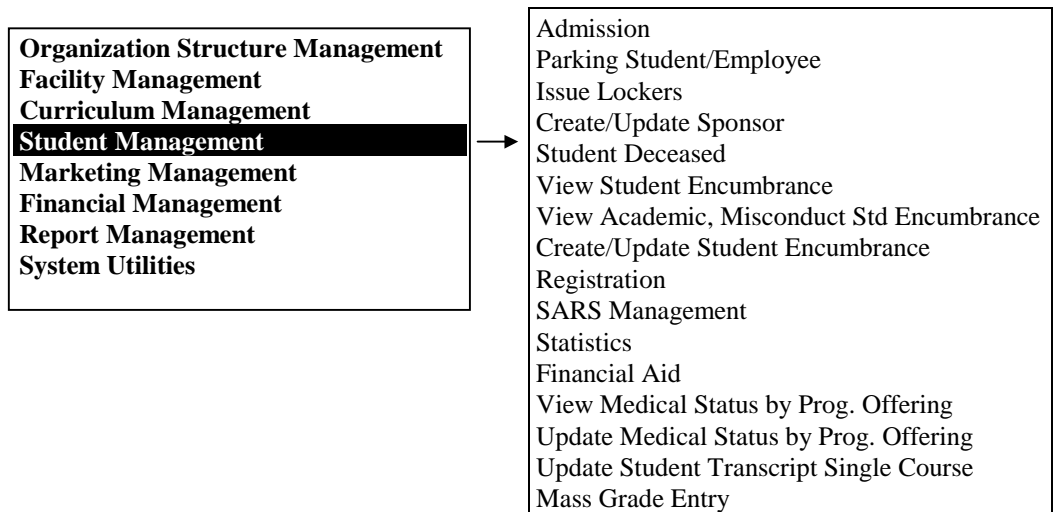 Organization Structure Management
Facility Management
Curriculum Management
Student Management
Marketing Management
Financial Management
Report Management
System Utilities
Admission
Parking Student/Employee
Issue Lockers
Create/Update Sponsor
Student Deceased
View Student Encumbrance
View Academic, Misconduct Std Encumbrance
Create/Update Student Encumbrance
Registration
SARS Management
Statistics
Financial Aid
View Medical Status by Prog. Offering
Update Medical Status by Prog. Offering
Update Student Transcript Single Course
Mass Grade Entry